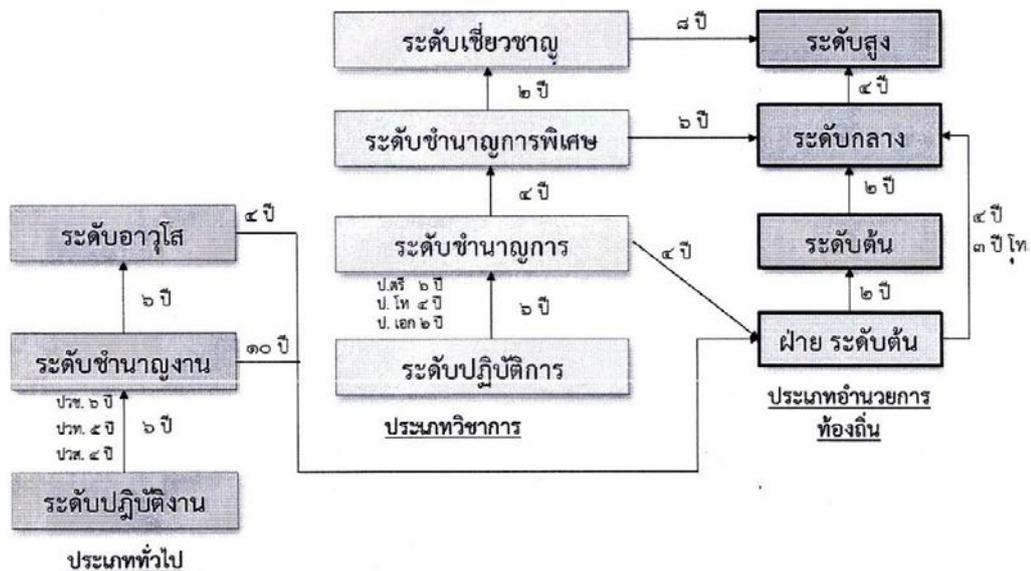 ระดับเชี่ยวชาญ
๘ ปี
ระดับสูง
๒ ปี
๔ ปี
ระดับชำนาญการพิเศษ
๖ ปี
ระดับกลาง
๔ ปี
๒ ปี
๔ ปี
๓ ปี โท
ระดับอาวุโส
๔ ปี
ระดับชำนาญการ
๔ ปี
ระดับต้น
๖ ปี
ป.ตรี ๖ ปี
ป. โท ๔ ปี
ป. เอก ๒ ปี
๖ ปี
๒ ปี
ระดับชำนาญงาน
๑๐ ปี
ระดับปฏิบัติการ
ฝ่าย ระดับต้น
ปวช. ๖ ปี
ปวท. ๕ ปี
ปวส. ๔ ปี
๖ ปี
ประเภทวิชาการ
ประเภทอำนวยการ
ท้องถิ่น
ระดับปฏิบัติงาน
ประเภททั่วไป